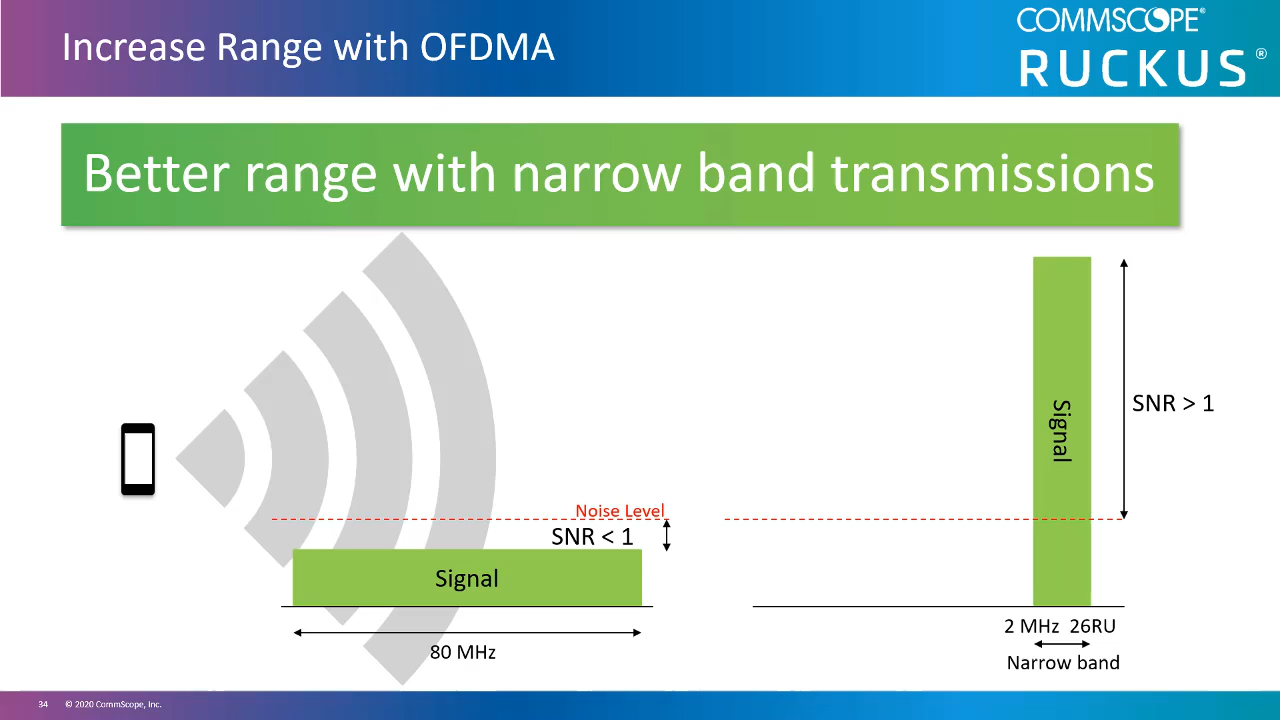 Increase Range with OFDMA
COMMSCOPE®
RUCKUS®
Better range with narrow band transmissions
Noise Level
SNR < 1
Signal
80 MHz
Signal
SNR > 1
2 MHz 26RU
Narrow band
34 © 2020 CommScope, Inc.